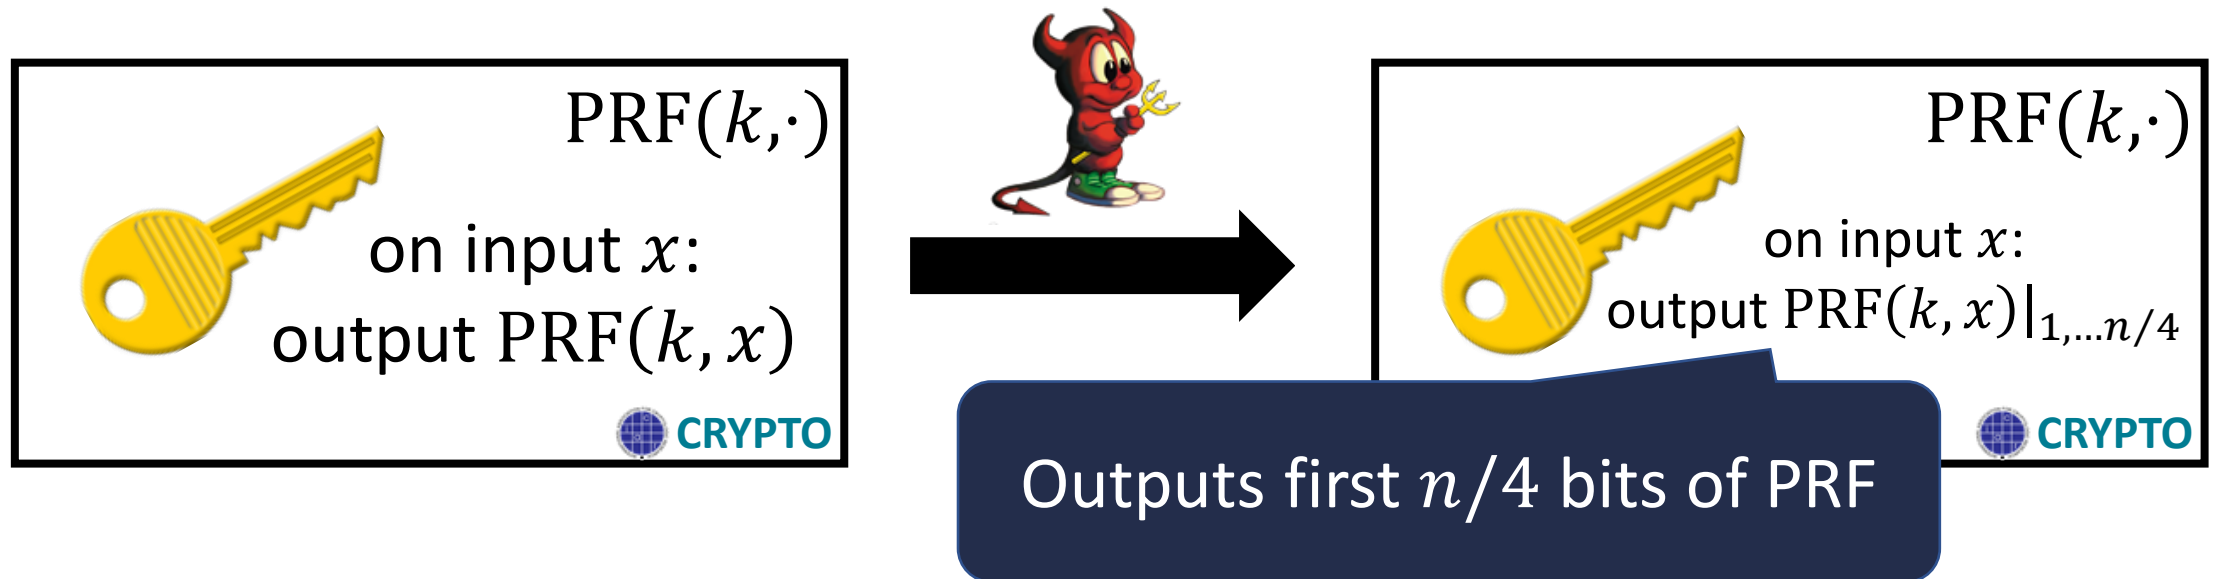 PRF(k,·)
on input x:
output PRF(k, x)
CRYPTO
PRF(k,·)
on input x:
output PRF(k, x)|1,…n/4
CRYPTO
Outputs first n/4 bits of PRF